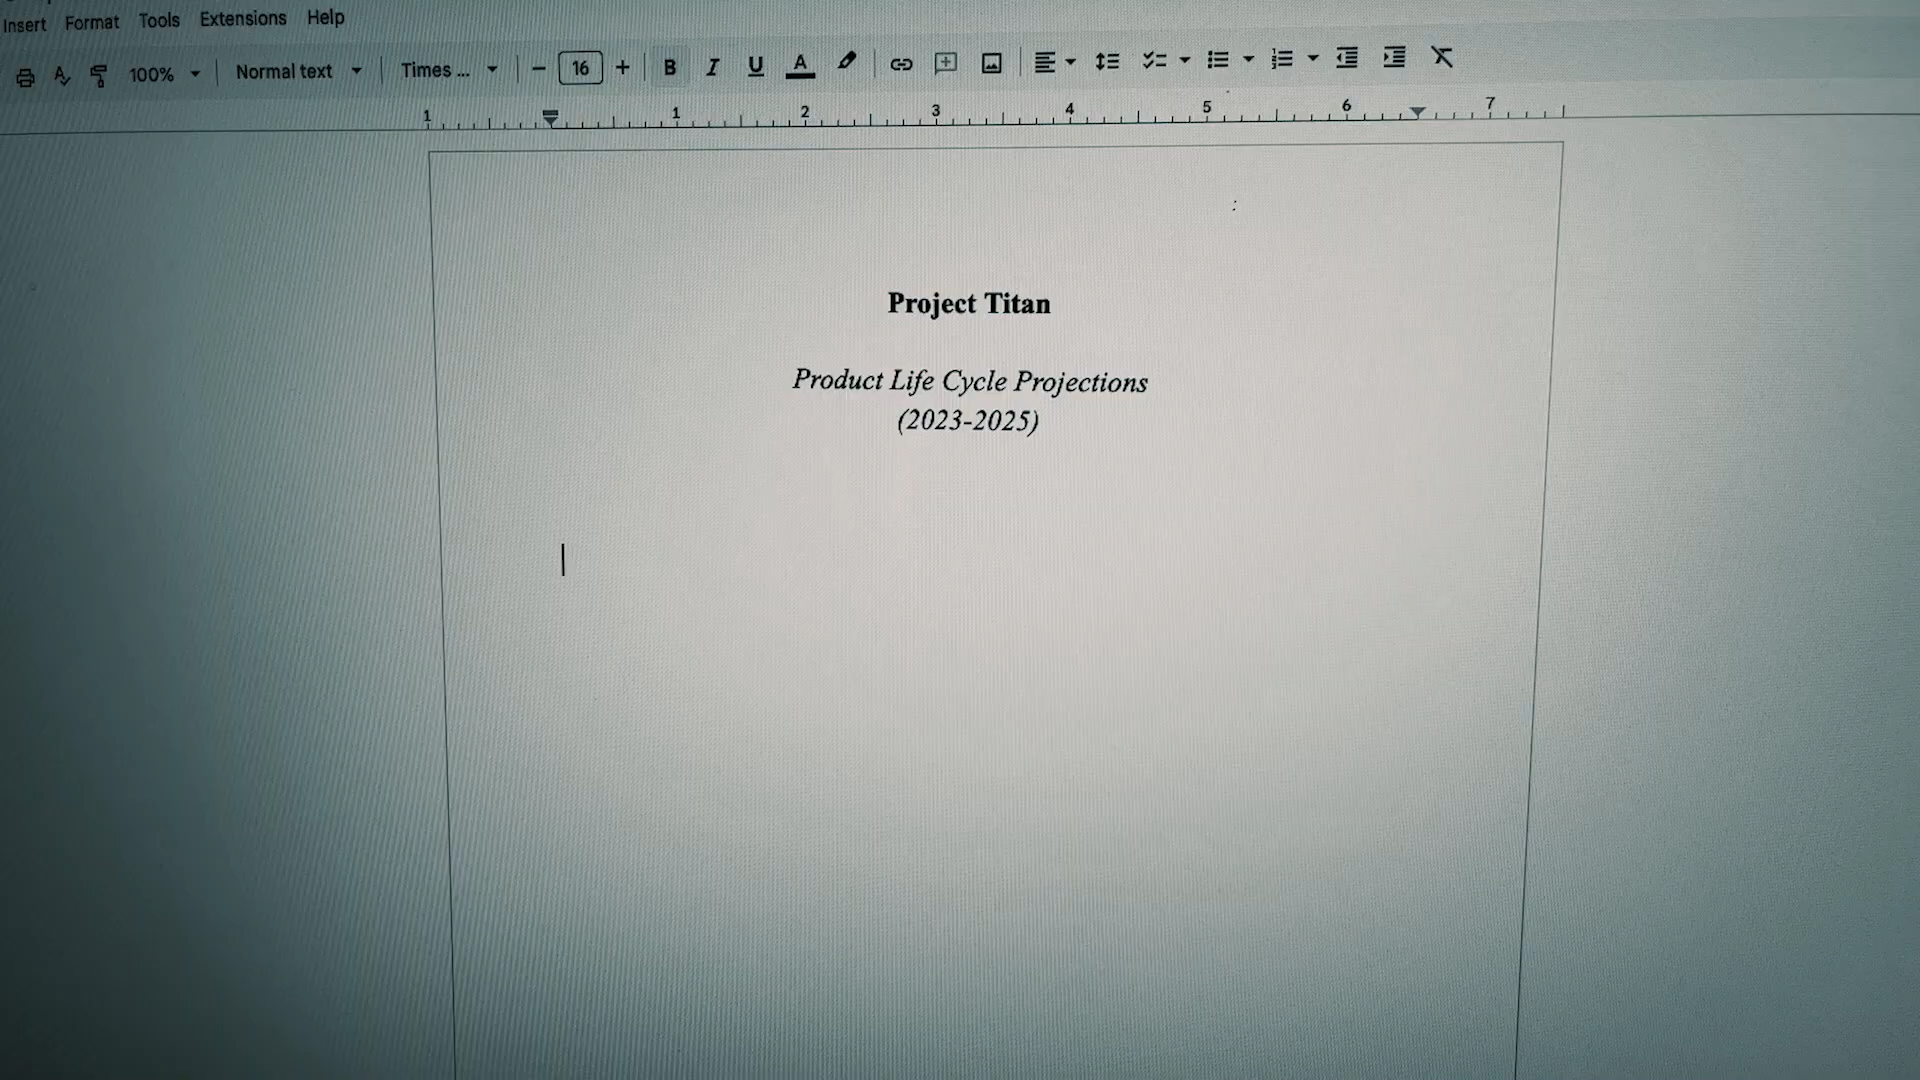 Insert Format Tools Extensions Help
100% Normal text Times ... − 16 + B I U A
1 1 2 3 4 5 6 7
:
Project Titan
Product Life Cycle Projections
(2023-2025)